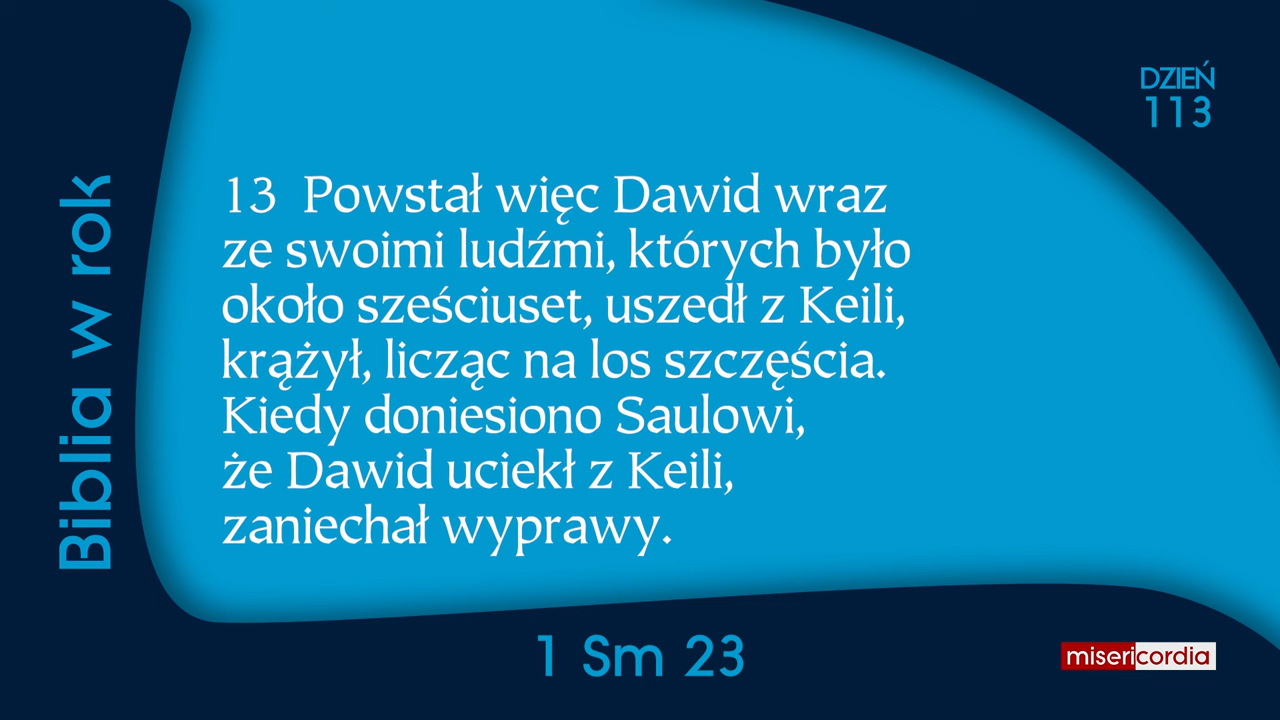 DZIEŃ
113
Biblia w rok
13 Powstał więc Dawid wraz
ze swoimi ludźmi, których było
około sześciuset, uszedł z Keili,
krążył, licząc na los szczęścia.
Kiedy doniesiono Saulowi,
że Dawid uciekł z Keili,
zaniechał wyprawy.
1 Sm 23
misericordia